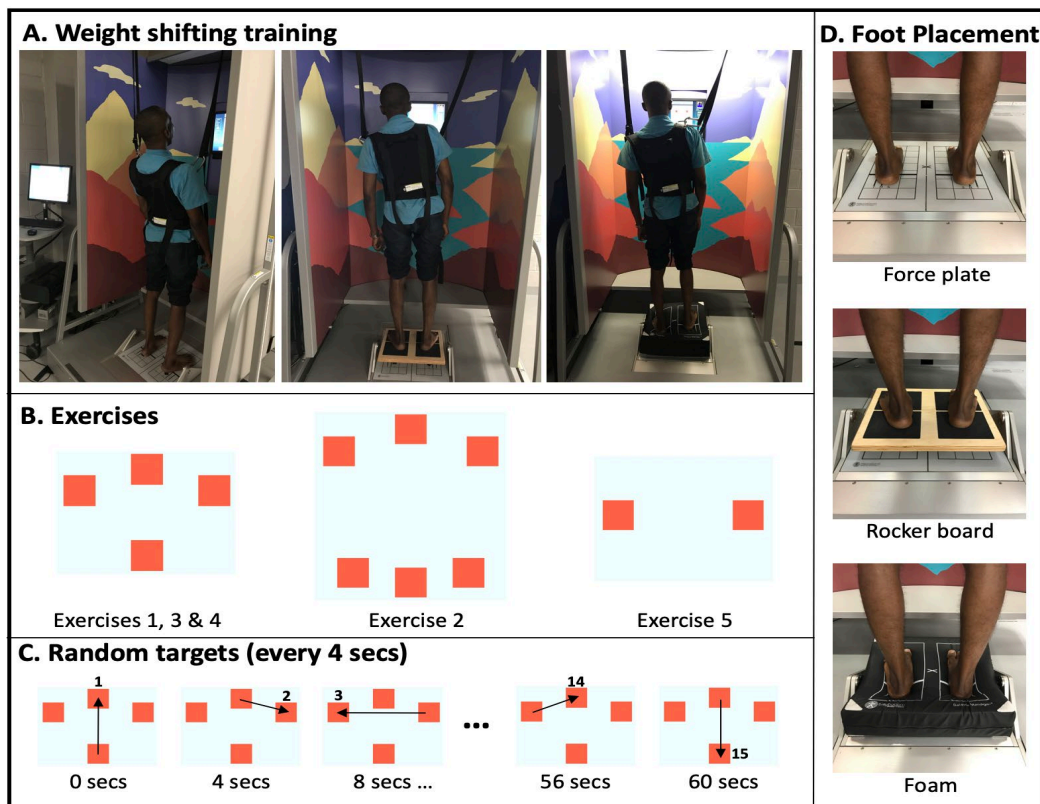 A. Weight shifting training
B. Exercises
Exercises 1, 3 & 4
Exercise 2
Exercise 5
C. Random targets (every 4 secs)
1
2
3
...
14
15
0 secs
4 secs
8 secs ...
56 secs
60 secs
D. Foot Placement
Force plate
Rocker board
Foam